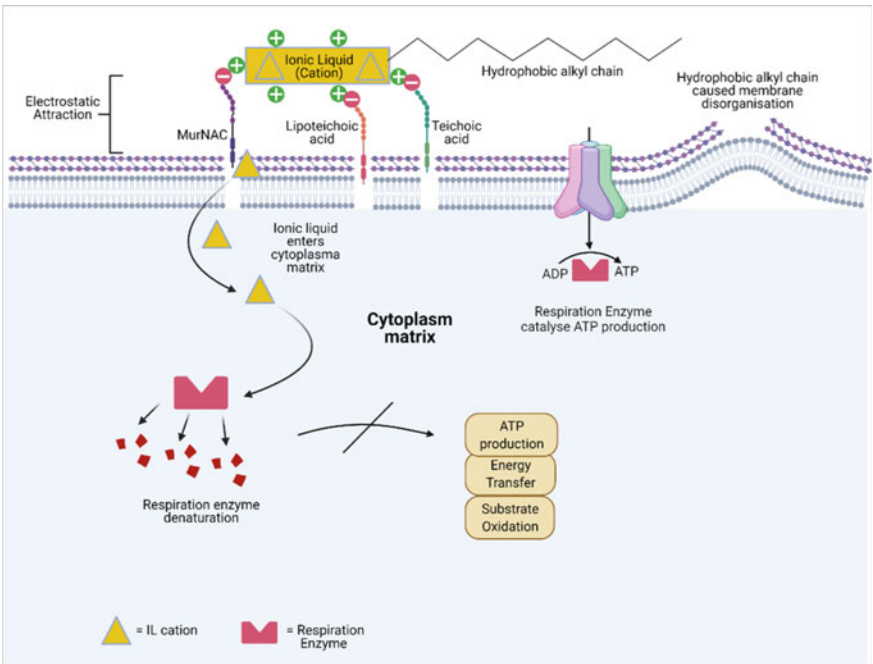 Ionic Liquid
(Cation)
Hydrophobic alkyl chain
Hydrophobic alkyl chain
caused membrane
disorganisation
Electrostatic
Attraction
MurNAC
Lipoteichoic
acid
Teichoic
acid
Ionic liquid
enters
cytoplasma
matrix
ADP
ATP
Respiration Enzyme
catalyse ATP production
Cytoplasm
matrix
ATP
production
Energy
Transfer
Substrate
Oxidation
Respiration enzyme
denaturation
= IL cation
= Respiration
Enzyme